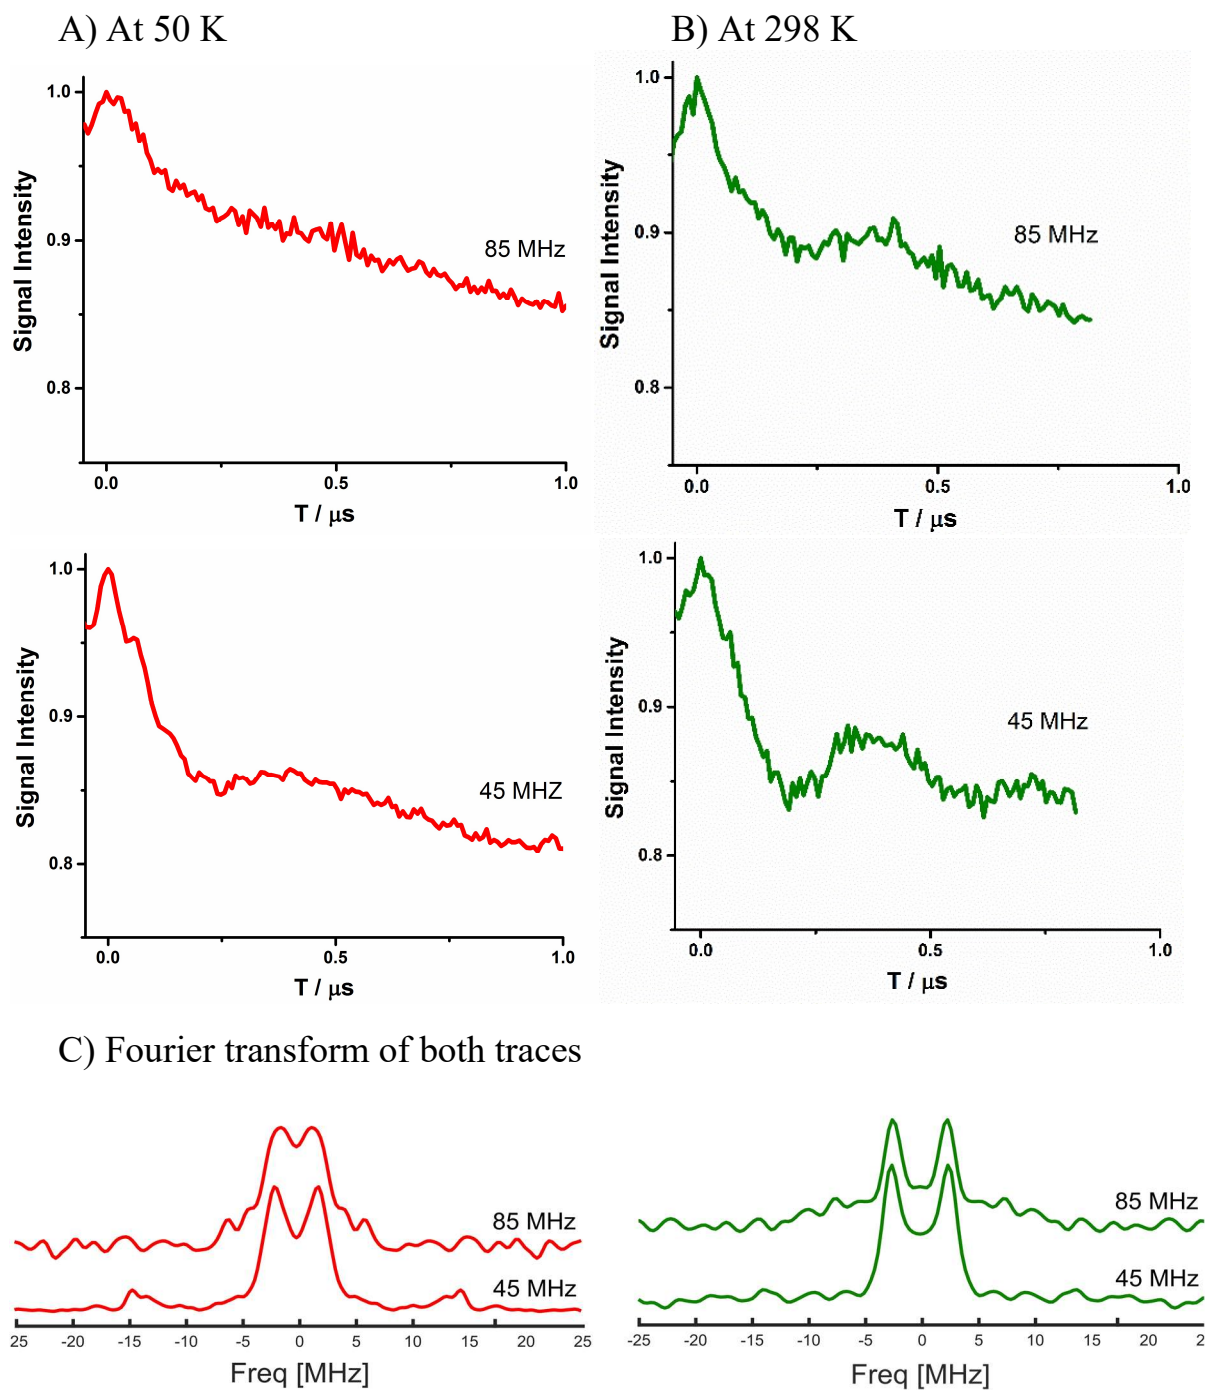 A) At 50 K
B) At 298 K
1.0
0.9
0.8
Signal Intensity
85 MHz
0.0 0.5 1.0
T / μs
1.0
0.9
0.8
Signal Intensity
85 MHz
0.0 0.5 1.0
T / μs
1.0
0.9
0.8
Signal Intensity
45 MHZ
0.0 0.5 1.0
T / μs
1.0
0.9
0.8
Signal Intensity
45 MHz
0.0 0.5 1.0
T / μs
C) Fourier transform of both traces
85 MHz
45 MHz
25 -20 -15 -10 -5 0 5 10 15 20 25
Freq [MHz]
85 MHz
45 MHz
-25 -20 -15 -10 -5 0 5 10 15 20 2
Freq [MHz]